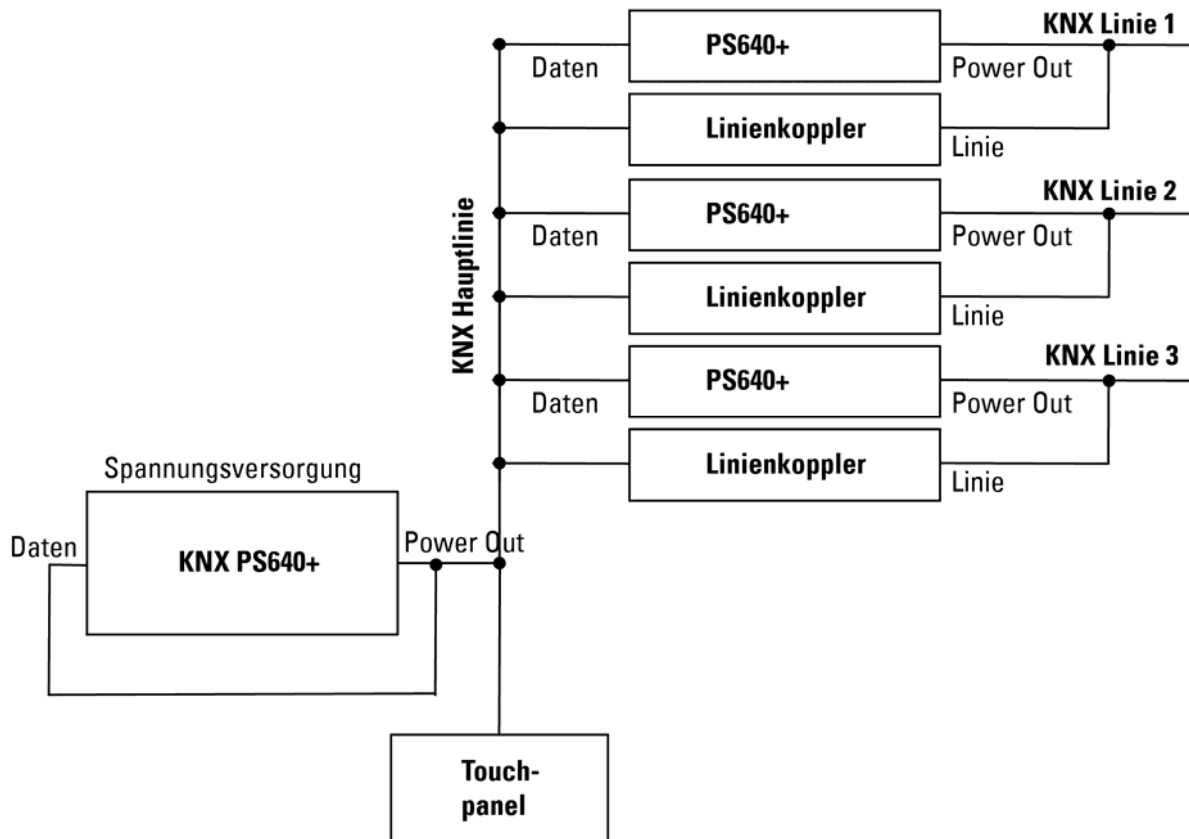 KNX Linie 1
PS640+
Daten
Power Out
Linienkoppler
Linie
KNX Linie 2
PS640+
Daten
Power Out
Linienkoppler
Linie
KNX Linie 3
PS640+
Daten
Power Out
Linienkoppler
Linie
KNX Hauptlinie
Spannungsversorgung
Daten
KNX PS640+
Power Out
Touch-
panel